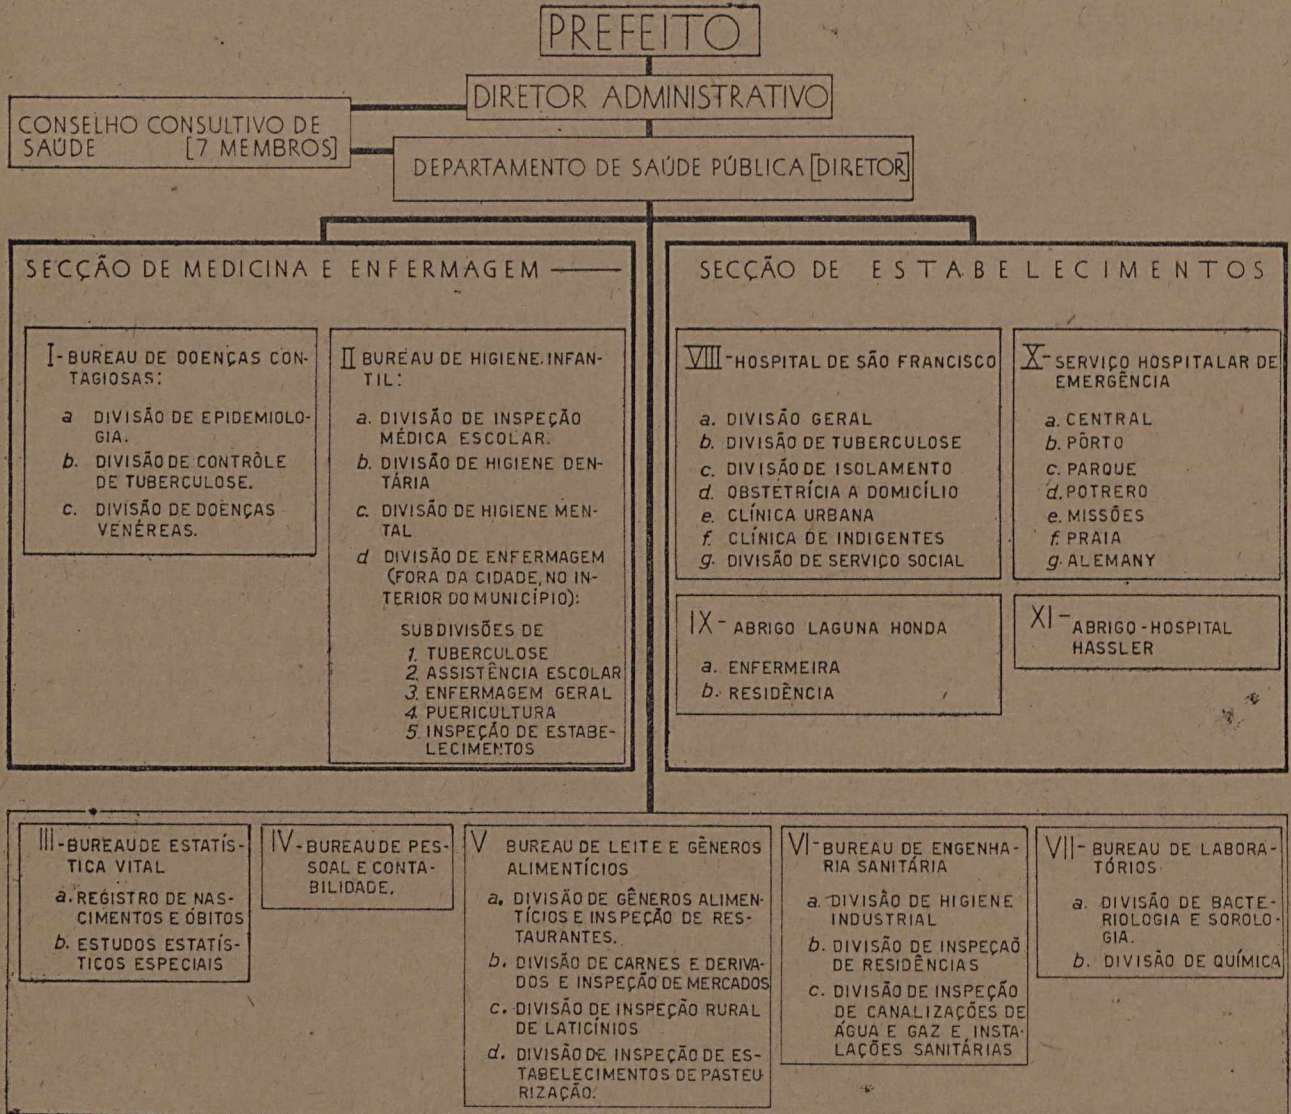 PREFEITO
DIRETOR ADMINISTRATIVO
CONSELHO CONSULTIVO DE
SAÚDE [7 MEMBROS]
DEPARTAMENTO DE SAÚDE PÚBLICA [DIRETOR]
SECÇÃO DE MEDICINA E ENFERMAGEM
I - BUREAU DE DOENÇAS CON-
TAGIOSAS:
a DIVISÃO DE EPIDEMIOLO-
GIA.
b. DIVISÃO DE CONTRÔLE
DE TUBERCULOSE.
c. DIVISÃO DE DOENÇAS
VENÉREAS.
II BUREAU DE HIGIENE INFAN-
TIL:
a. DIVISÃO DE INSPEÇÃO
MÉDICA ESCOLAR.
b. DIVISÃO DE HIGIENE DEN-
TÁRIA
c. DIVISÃO DE HIGIENE MEN-
TAL
d DIVISÃO DE ENFERMAGEM
(FORA DA CIDADE, NO IN-
TERIOR DO MUNICÍPIO):
SUBDIVISÕES DE
1. TUBERCULOSE
2. ASSISTÊNCIA ESCOLAR
3. ENFERMAGEM GERAL
4. PUERICULTURA
5. INSPEÇÃO DE ESTABE-
LECIMENTOS
SECÇÃO DE ESTABELECIMENTOS
VIII - HOSPITAL DE SÃO FRANCISCO
a. DIVISÃO GERAL
b. DIVISÃO DE TUBERCULOSE
c. DIVISÃO DE ISOLAMENTO
d. OBSTETRÍCIA A DOMICÍLIO
e. CLÍNICA URBANA
f. CLÍNICA DE INDIGENTES
g. DIVISÃO DE SERVIÇO SOCIAL
X - SERVIÇO HOSPITALAR DE
EMERGÊNCIA
a. CENTRAL
b. PÔRTO
c. PARQUE
d. POTRERO
e. MISSÕES
f. PRAIA
g. ALEMANY
IX - ABRIGO LAGUNA HONDA
a. ENFERMEIRA
b. RESIDÊNCIA
XI - ABRIGO-HOSPITAL
HASSLER
III - BUREAU DE ESTATÍS-
TICA VITAL
a. REGISTRO DE NAS-
CIMENTOS E ÓBITOS
b. ESTUDOS ESTATÍS-
TICOS ESPECIAIS
IV - BUREAU DE PES-
SOAL E CONTA-
BILIDADE.
V BUREAU DE LEITE E GÊNEROS
ALIMENTÍCIOS
a. DIVISÃO DE GÊNEROS ALIMEN-
TÍCIOS E INSPEÇÃO DE RES-
TAURANTES.
b. DIVISÃO DE CARNES E DERIVA-
DOS E INSPEÇÃO DE MERCADOS
c. DIVISÃO DE INSPEÇÃO RURAL
DE LATICÍNIOS
d. DIVISÃO DE INSPEÇÃO DE ES-
TABELECIMENTOS DE PASTEU
RIZAÇÃO.
VI - BUREAU DE ENGENHA-
RIA SANITÁRIA
a. DIVISÃO DE HIGIENE
INDUSTRIAL
b. DIVISÃO DE INSPEÇAÕ
DE RESIDÊNCIAS
c. DIVISÃO DE INSPEÇÃO
DE CANALIZAÇÕES DE
ÁGUA E GAZ E INSTA-
LAÇÕES SANITÁRIAS
VII - BUREAU DE LABORA-
TÓRIOS
a. DIVISÃO DE BACTE-
RIOLOGIA E SOROLO-
GIA.
b. DIVISÃO DE QUÍMICA